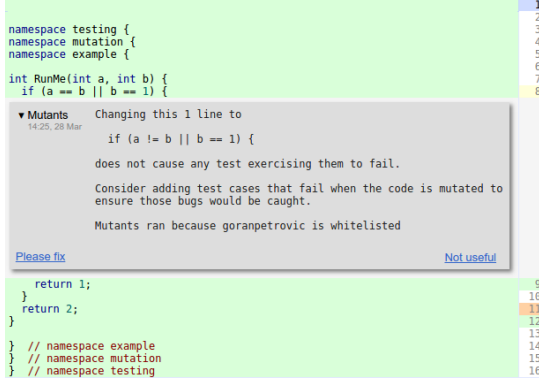 1
2
namespace testing { 3
namespace mutation { 4
namespace example { 5
6
int RunMe(int a, int b) { 7
if (a == b || b == 1) { 8
▾ Mutants Changing this 1 line to
14:25, 28 Mar
if (a != b || b == 1) {
does not cause any test exercising them to fail.
Consider adding test cases that fail when the code is mutated to
ensure those bugs would be caught.
Mutants ran because goranpetrovic is whitelisted
Please fix Not useful
return 1; 9
} 10
return 2; 11
} 12
13
} // namespace example 14
} // namespace mutation 15
} // namespace testing 16